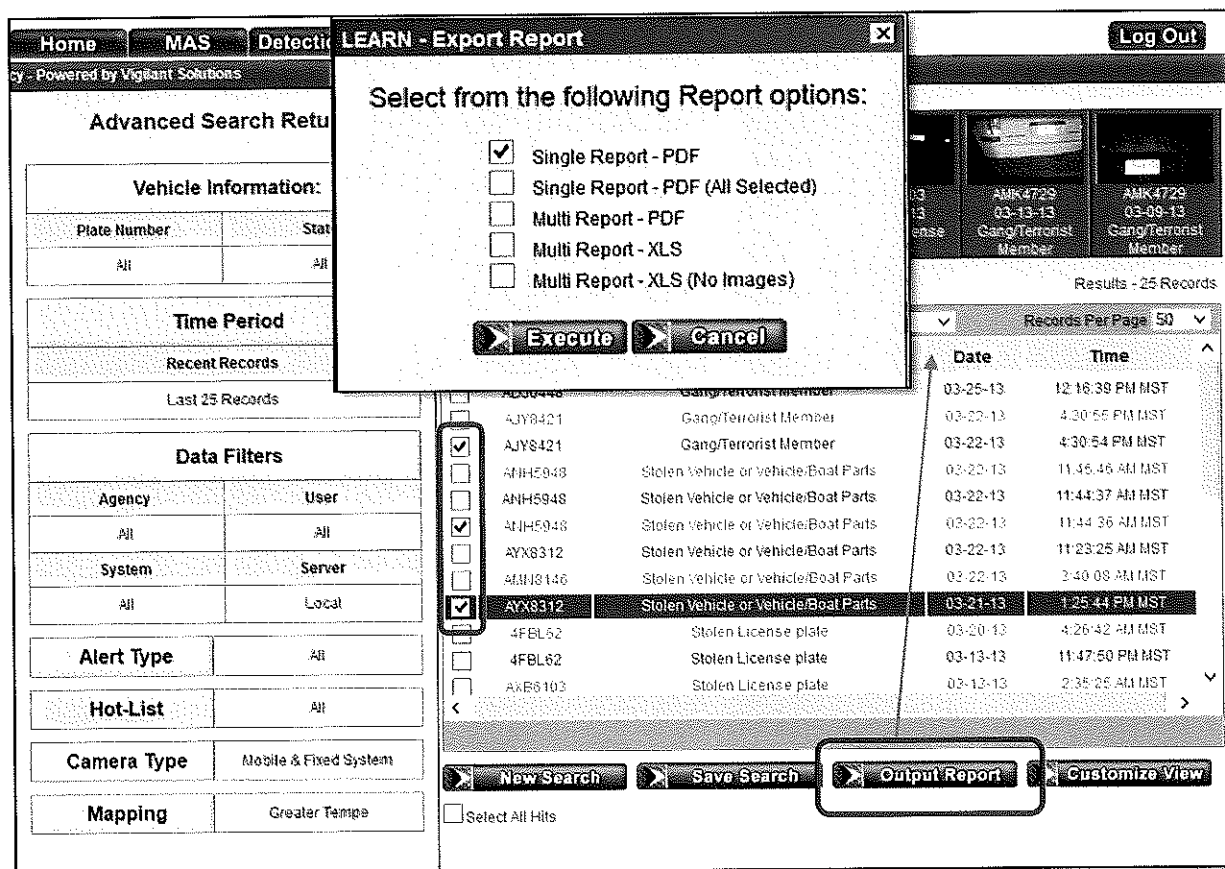 Home MAS Detectio
Log Out
cy - Powered by Vigilant Solutions
LEARN - Export Report
Select from the following Report options:
Single Report - PDF
Single Report - PDF (All Selected)
Multi Report - PDF
Multi Report - XLS
Multi Report - XLS (No Images)
Execute Cancel
Advanced Search Retu
Vehicle Information:
Plate Number Stat
All All
Time Period
Recent Records
Last 25 Records
Data Filters
Agency User
All All
System Server
All Local
Alert Type All
Hot-List All
Camera Type Mobile & Fixed System
Mapping Greater Tempe
AMK4729
03-13-13
Gang/Terrorist
Member
AMK4729
03-09-13
Gang/Terrorist
Member
Results - 25 Records
Records Per Page 50
Date Time
Gang/Terrorist Member 03-25-13 12:16:39 PM MST
AJY8421 Gang/Terrorist Member 03-22-13 4:30:55 PM MST
AJY8421 Gang/Terrorist Member 03-22-13 4:30:54 PM MST
ANH5948 Stolen Vehicle or Vehicle/Boat Parts 03-22-13 11:45:46 AM MST
ANH5948 Stolen Vehicle or Vehicle/Boat Parts 03-22-13 11:44:37 AM MST
ANH5948 Stolen Vehicle or Vehicle/Boat Parts 03-22-13 11:44:36 AM MST
AYX8312 Stolen Vehicle or Vehicle/Boat Parts 03-22-13 11:23:25 AM MST
AMN8146 Stolen Vehicle or Vehicle/Boat Parts 03-22-13 :40:08 AM MST
AYX8312 Stolen Vehicle or Vehicle/Boat Parts 03-21-13 1:25:44 PM MST
4FBL62 Stolen License plate 03-20-13 4:26:42 AM MST
4FBL62 Stolen License plate 03-13-13 11:47:50 PM MST
AXB6103 Stolen License plate 03-13-13 2:35:25 AM MST
New Search Save Search Output Report Customize View
Select All Hits